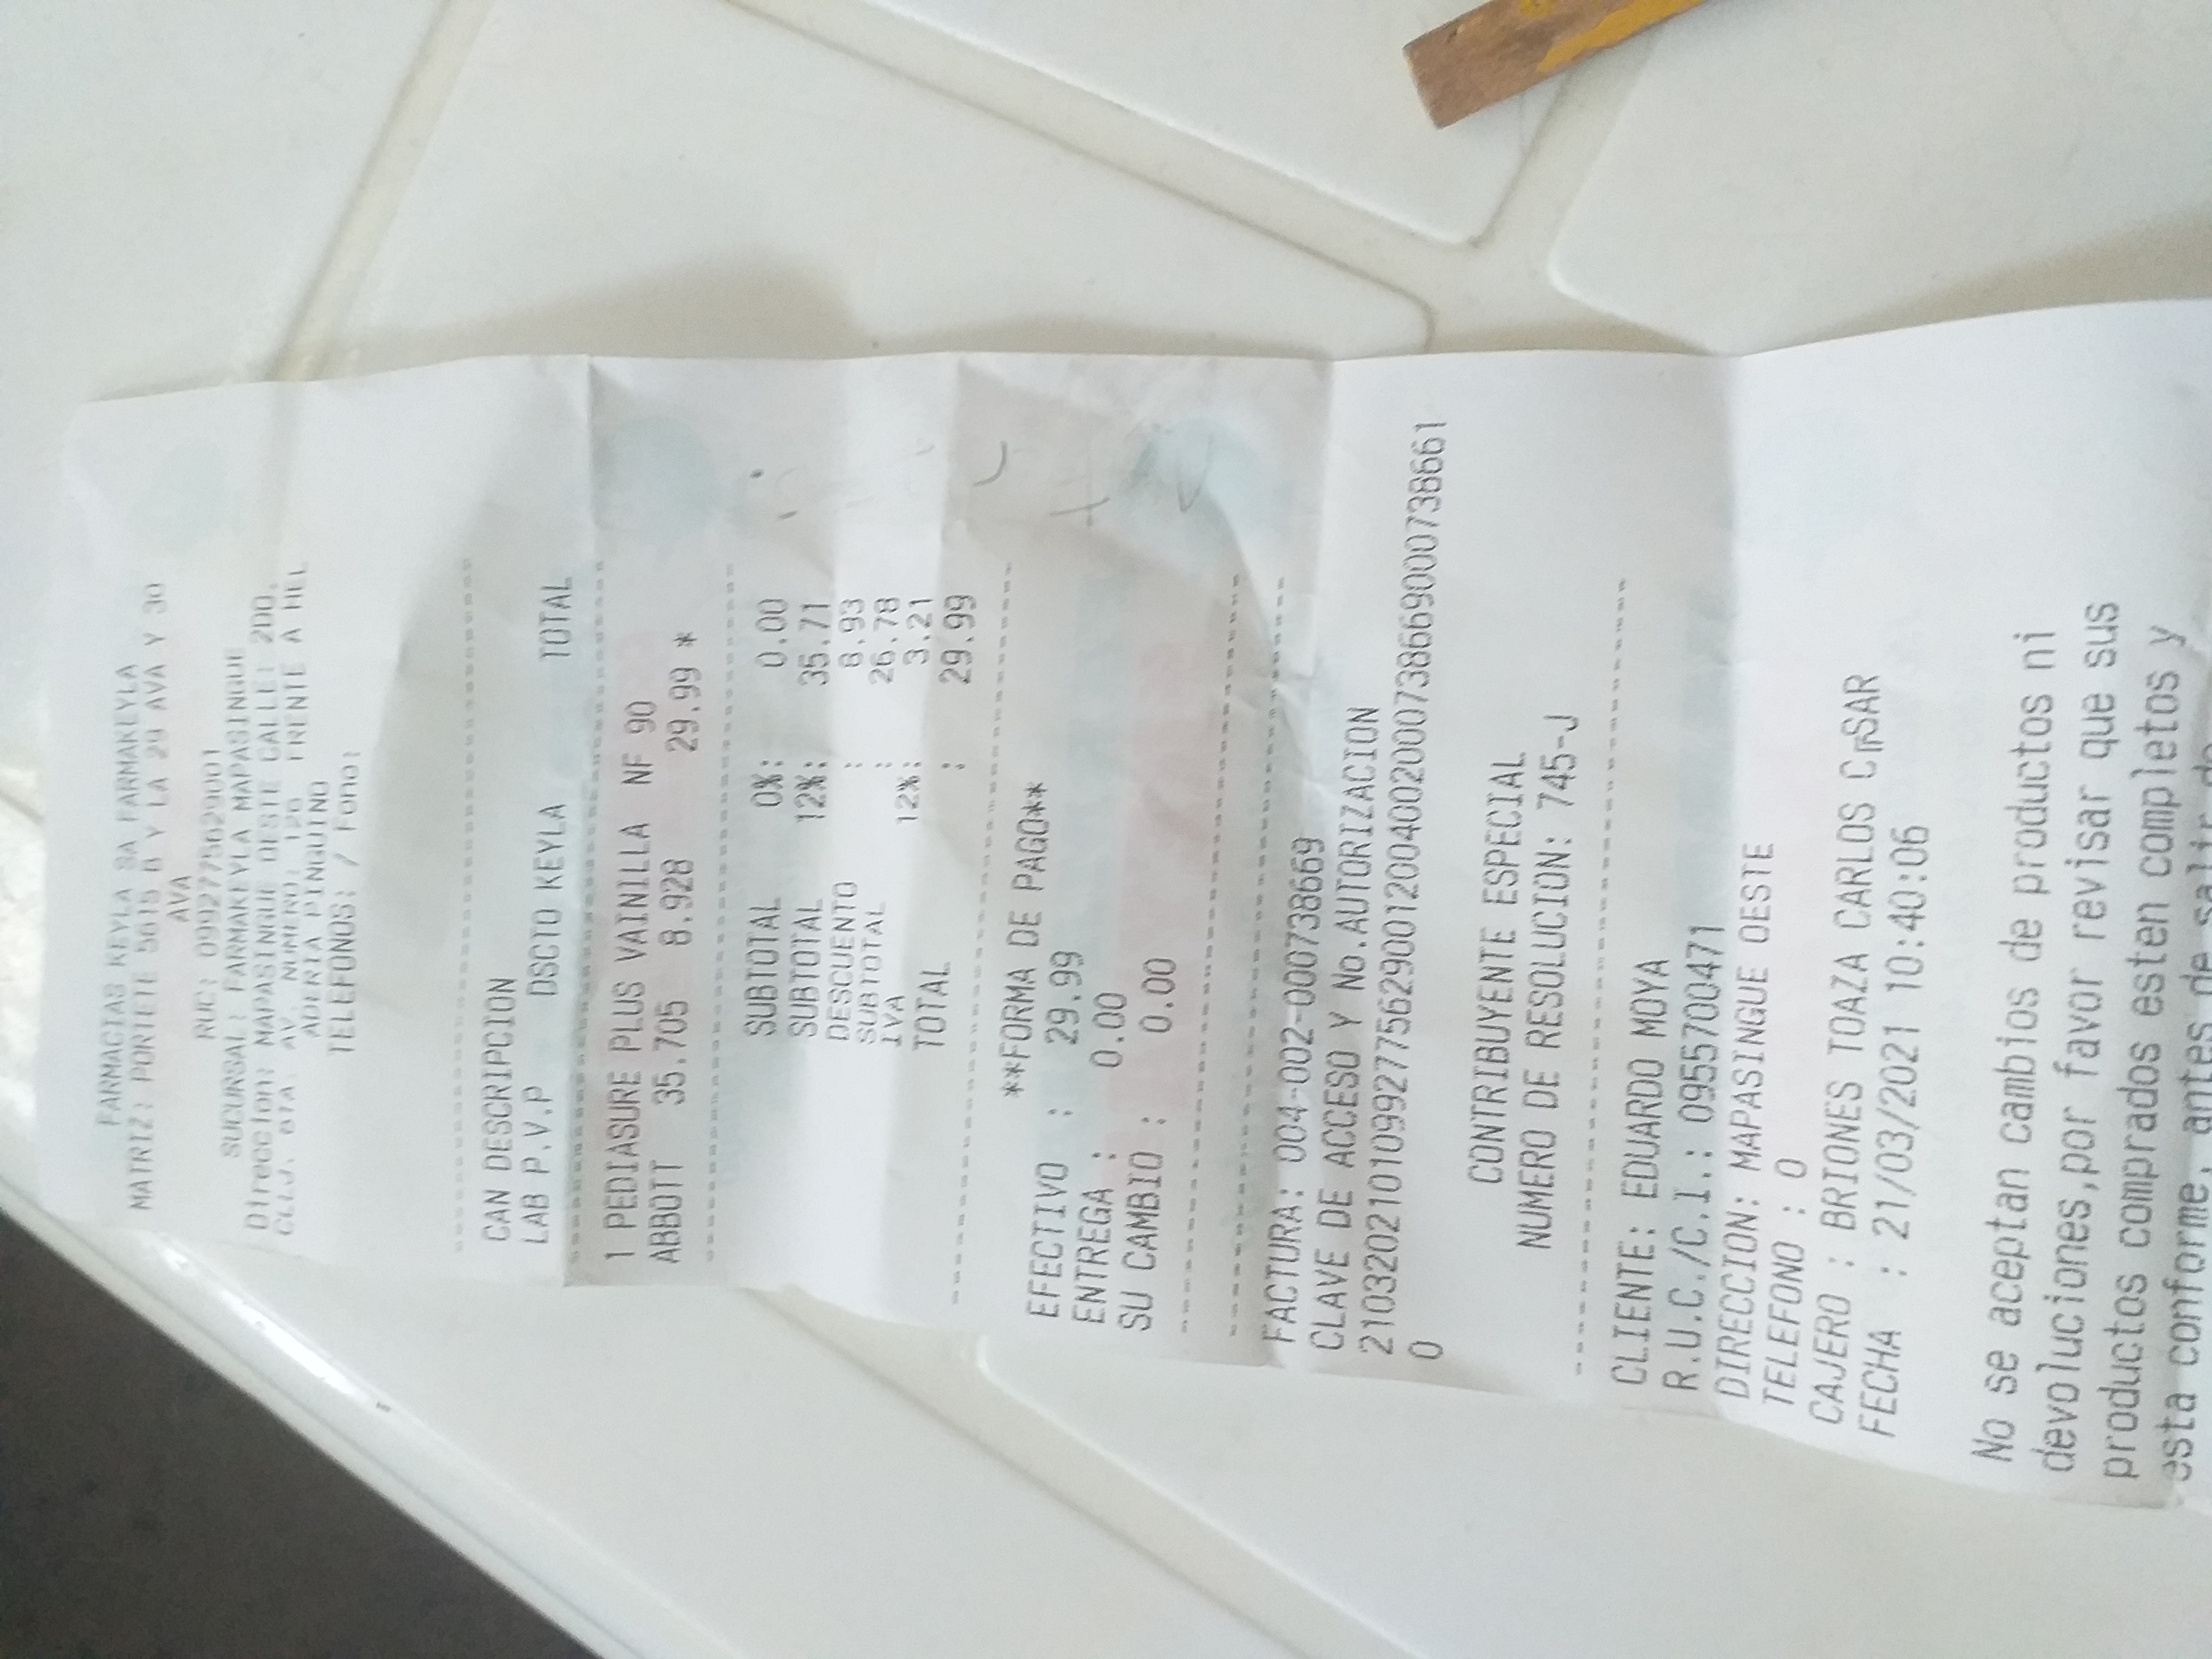 FARMACIAS KEYLA SA FARMAKEYLA
MATRIZ: PORTETE 5615 B Y LA 29 AVA Y 30
AVA
RUC: 0992775629001
SUCURSAL: FARMAKEYLA MAPASINGUE
Direccion: MAPASINGUE OESTE CALLE: 2DO.
CLLJ. 6TA. AV. NUMERO: 126 FRENTE A HEL
ADERIA PINGUINO
TELEFONOS: / Fono:
CAN DESCRIPCION
LAB P.V.P DSCTO KEYLA TOTAL
1 PEDIASURE PLUS VAINILLA NF 90
ABBOTT 35.705 8.928 29.99 *
SUBTOTAL 0%: 0.00
SUBTOTAL 12%: 35.71
DESCUENTO : 8.93
SUBTOTAL : 26.78
IVA 12%: 3.21
TOTAL : 29.99
**FORMA DE PAGO**
EFECTIVO : 29.99
ENTREGA : 0.00
SU CAMBIO : 0.00
FACTURA: 004-002-000738669
CLAVE DE ACCESO Y No.AUTORIZACION
210320210109927756290012004002000738669000738661
0
CONTRIBUYENTE ESPECIAL
NUMERO DE RESOLUCION: 745-J
CLIENTE: EDUARDO MOYA
R.U.C./C.I.: 0955700471
DIRECCION: MAPASINGUE OESTE
TELEFONO : 0
CAJERO : BRIONES TOAZA CARLOS C╓SAR
FECHA : 21/03/2021 10:40:06
No se aceptan cambios de productos ni
devoluciones,por favor revisar que sus
productos comprados esten completos y
esta conforme, antes de salir de